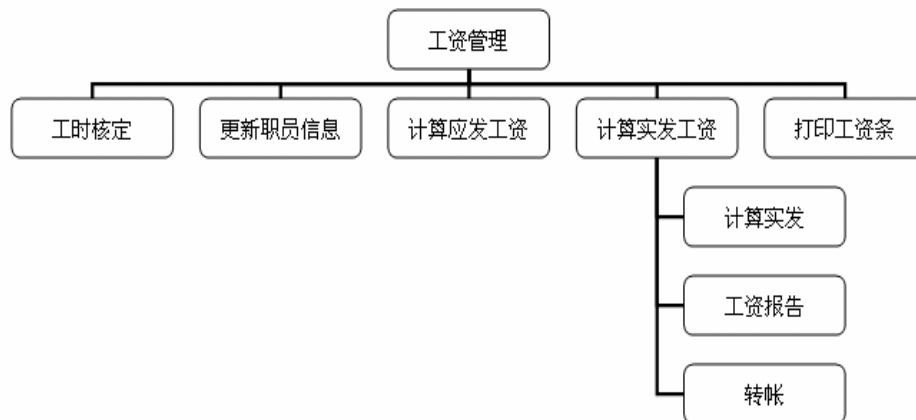 工资管理
工时核定
更新职员信息
计算应发工资
计算实发工资
打印工资条
计算实发
工资报告
转帐